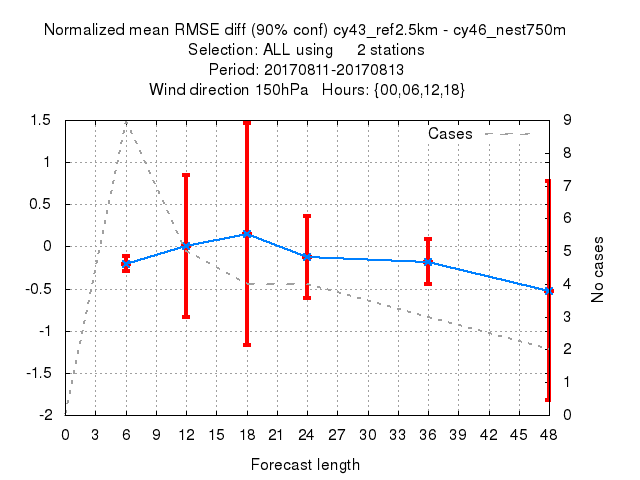 Normalized mean RMSE diff (90% conf) cy43_ref2.5km - cy46_nest750m
Selection: ALL using     2 stations
Period: 20170811-20170813
Wind direction 150hPa   Hours: {00,06,12,18}
Cases
1.5
1
0.5
0
-0.5
-1
-1.5
-2
9
8
7
6
5
4
3
2
1
0
No cases
0 3 6 9 12 15 18 21 24 27 30 33 36 39 42 45 48
Forecast length